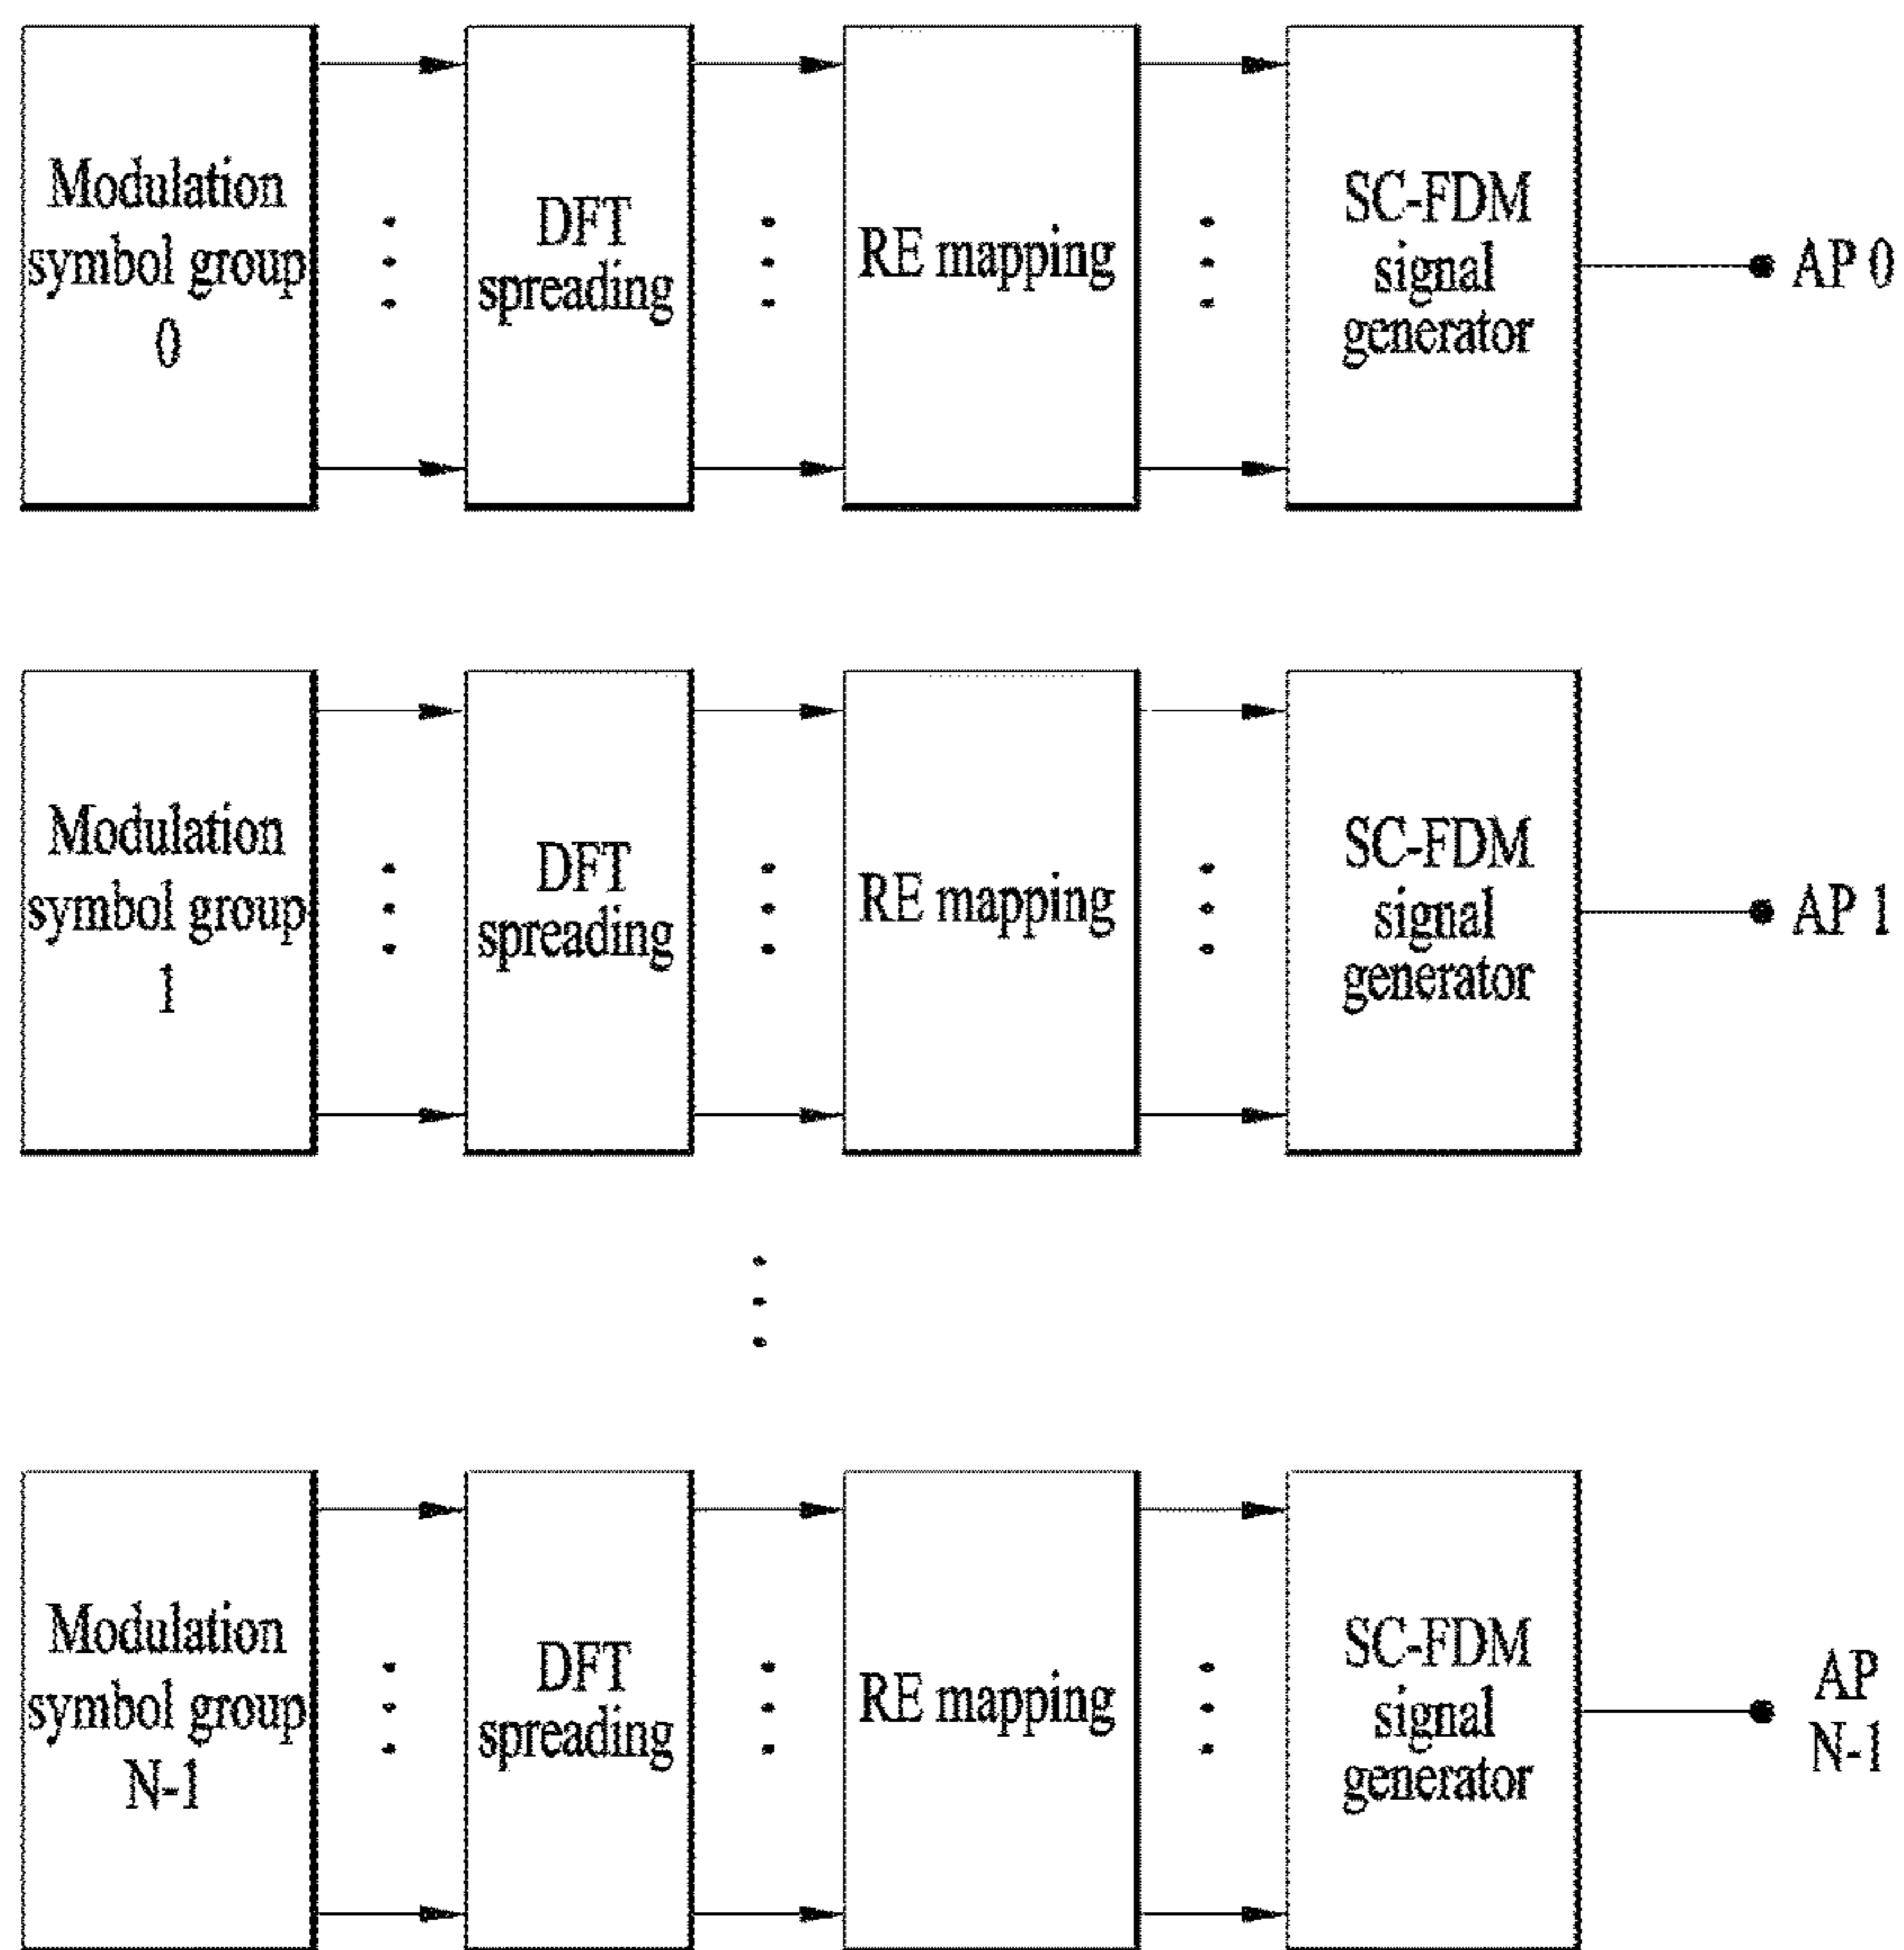 Modulation
symbol group
0
DFT
spreading
RE mapping
SC-FDM
signal
generator
AP 0
Modulation
symbol group
1
DFT
spreading
RE mapping
SC-FDM
signal
generator
AP 1
Modulation
symbol group
N-1
DFT
spreading
RE mapping
SC-FDM
signal
generator
AP
N-1